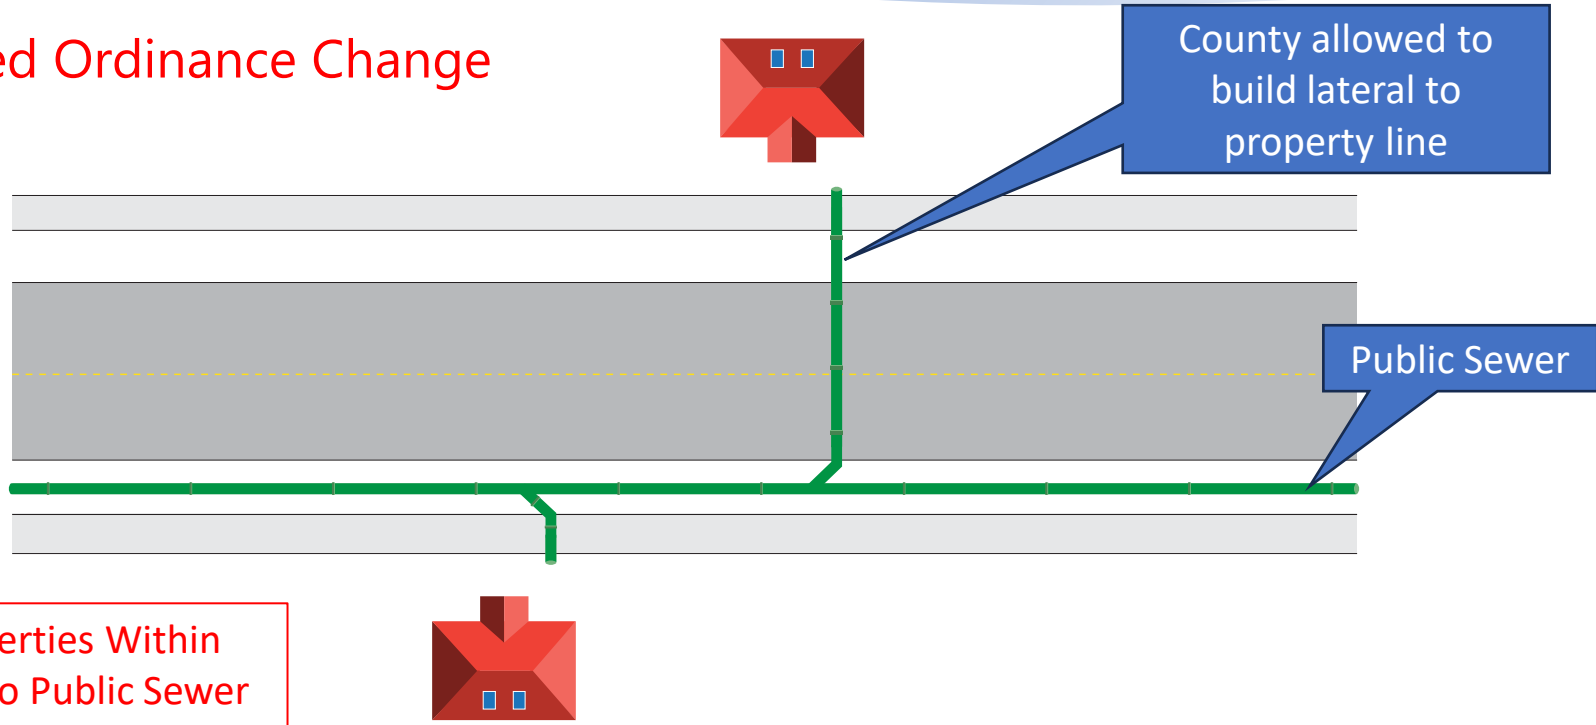 ed Ordinance Change
County allowed to
build lateral to
property line
Public Sewer
erties Within
o Public Sewer